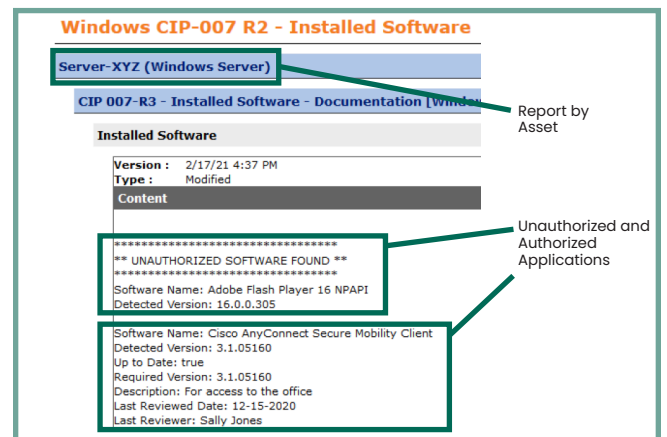 Windows CIP-007 R2 - Installed Software
Server-XYZ (Windows Server)
CIP 007-R3 - Installed Software - Documentation [Window
Report by
Asset
Installed Software
Version : 2/17/21 4:37 PM
Type : Modified
Content
*********************************
** UNAUTHORIZED SOFTWARE FOUND **
*********************************
Software Name: Adobe Flash Player 16 NPAPI
Detected Version: 16.0.0.305
Unauthorized and
Authorized
Applications
Software Name: Cisco AnyConnect Secure Mobility Client
Detected Version: 3.1.05160
Up to Date: true
Required Version: 3.1.05160
Description: For access to the office
Last Reviewed Date: 12-15-2020
Last Reviewer: Sally Jones